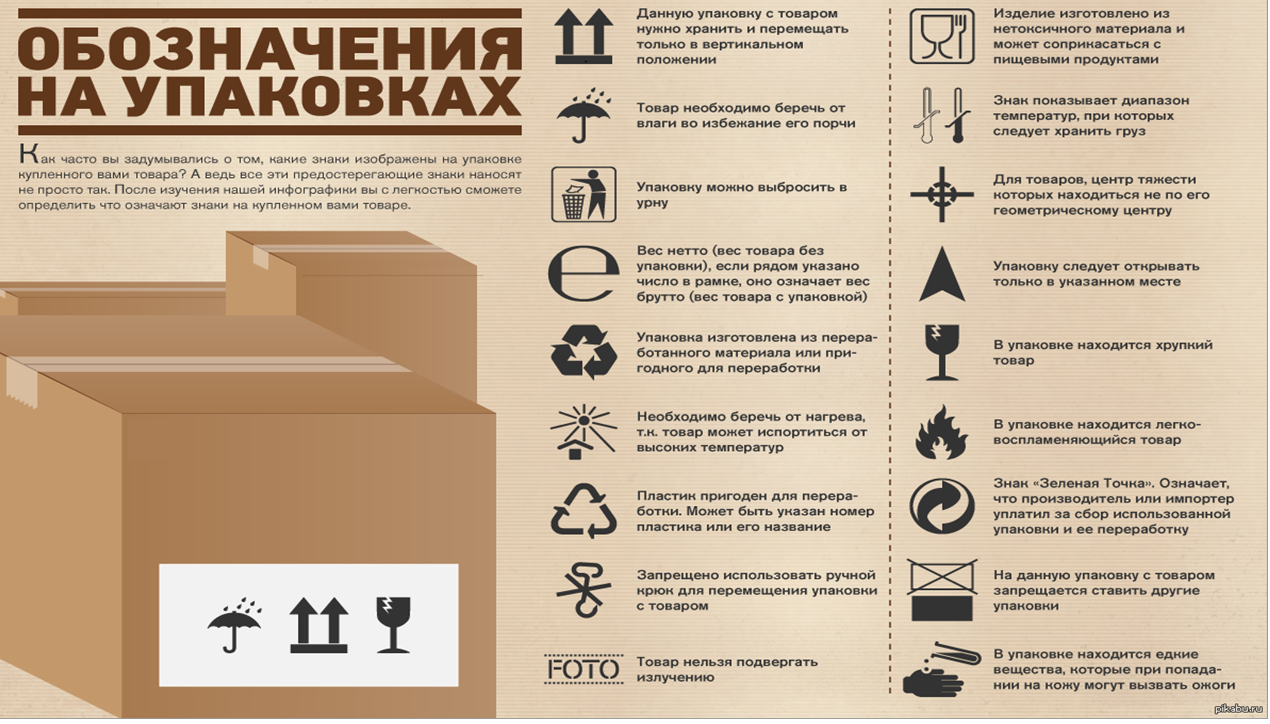 ОБОЗНАЧЕНИЯ
НА УПАКОВКАХ
Как часто вы задумывались о том, какие знаки изображены на упаковке
купленного вами товара? А ведь все эти предостерегающие знаки наносят
не просто так. После изучения нашей инфографики вы с легкостью сможете
определить что означают знаки на купленном вами товаре.
Данную упаковку с товаром
нужно хранить и перемещать
только в вертикальном
положении
Товар необходимо беречь от
влаги во избежание его порчи
Упаковку можно выбросить в
урну
e
Вес нетто (вес товара без
упаковки), если рядом указано
число в рамке, оно означает вес
брутто (вес товара с упаковкой)
Упаковка изготовлена из перера-
ботанного материала или при-
годного для переработки
Необходимо беречь от нагрева,
т.к. товар может испортиться от
высоких температур
Пластик пригоден для перера-
ботки. Может быть указан номер
пластика или его название
Запрещено использовать ручной
крюк для перемещения упаковки
с товаром
FOTO
Товар нельзя подвергать
излучению
Изделие изготовлено из
нетоксичного материала и
может соприкасаться с
пищевыми продуктами
Знак показывает диапазон
температур, при которых
следует хранить груз
Для товаров, центр тяжести
которых находиться не по его
геометрическому центру
Упаковку следует открывать
только в указанном месте
В упаковке находится хрупкий
товар
В упаковке находится легко-
воспламеняющийся товар
Знак «Зеленая Точка». Означает,
что производитель или импортер
уплатил за сбор использованной
упаковки и ее переработку
На данную упаковку с товаром
запрещается ставить другие
упаковки
В упаковке находятся едкие
вещества, которые при попада-
нии на кожу могут вызвать ожоги
pikabu.ru